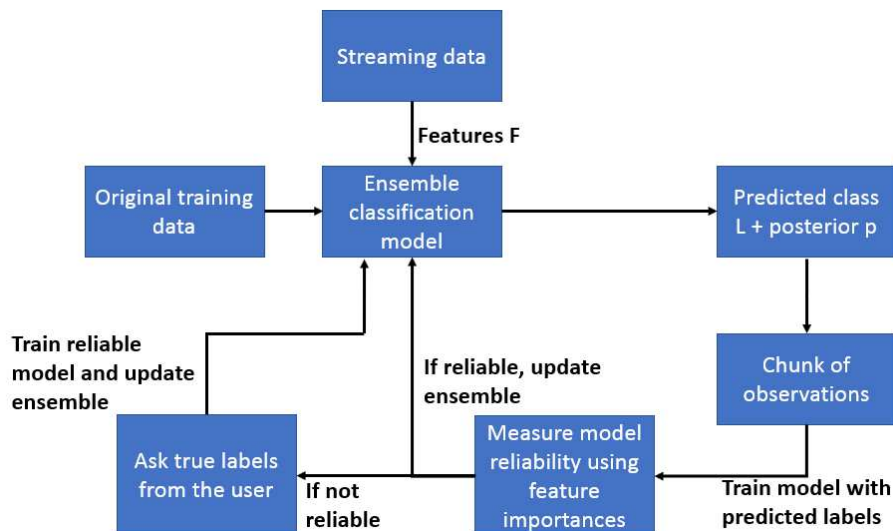 Streaming data
Features F
Original training
data
Ensemble
classification
model
Predicted class
L + posterior p
Train reliable
model and update
ensemble
If reliable, update
ensemble
Chunk of
observations
Ask true labels
from the user
If not
reliable
Measure model
reliability using
feature
importances
Train model with
predicted labels